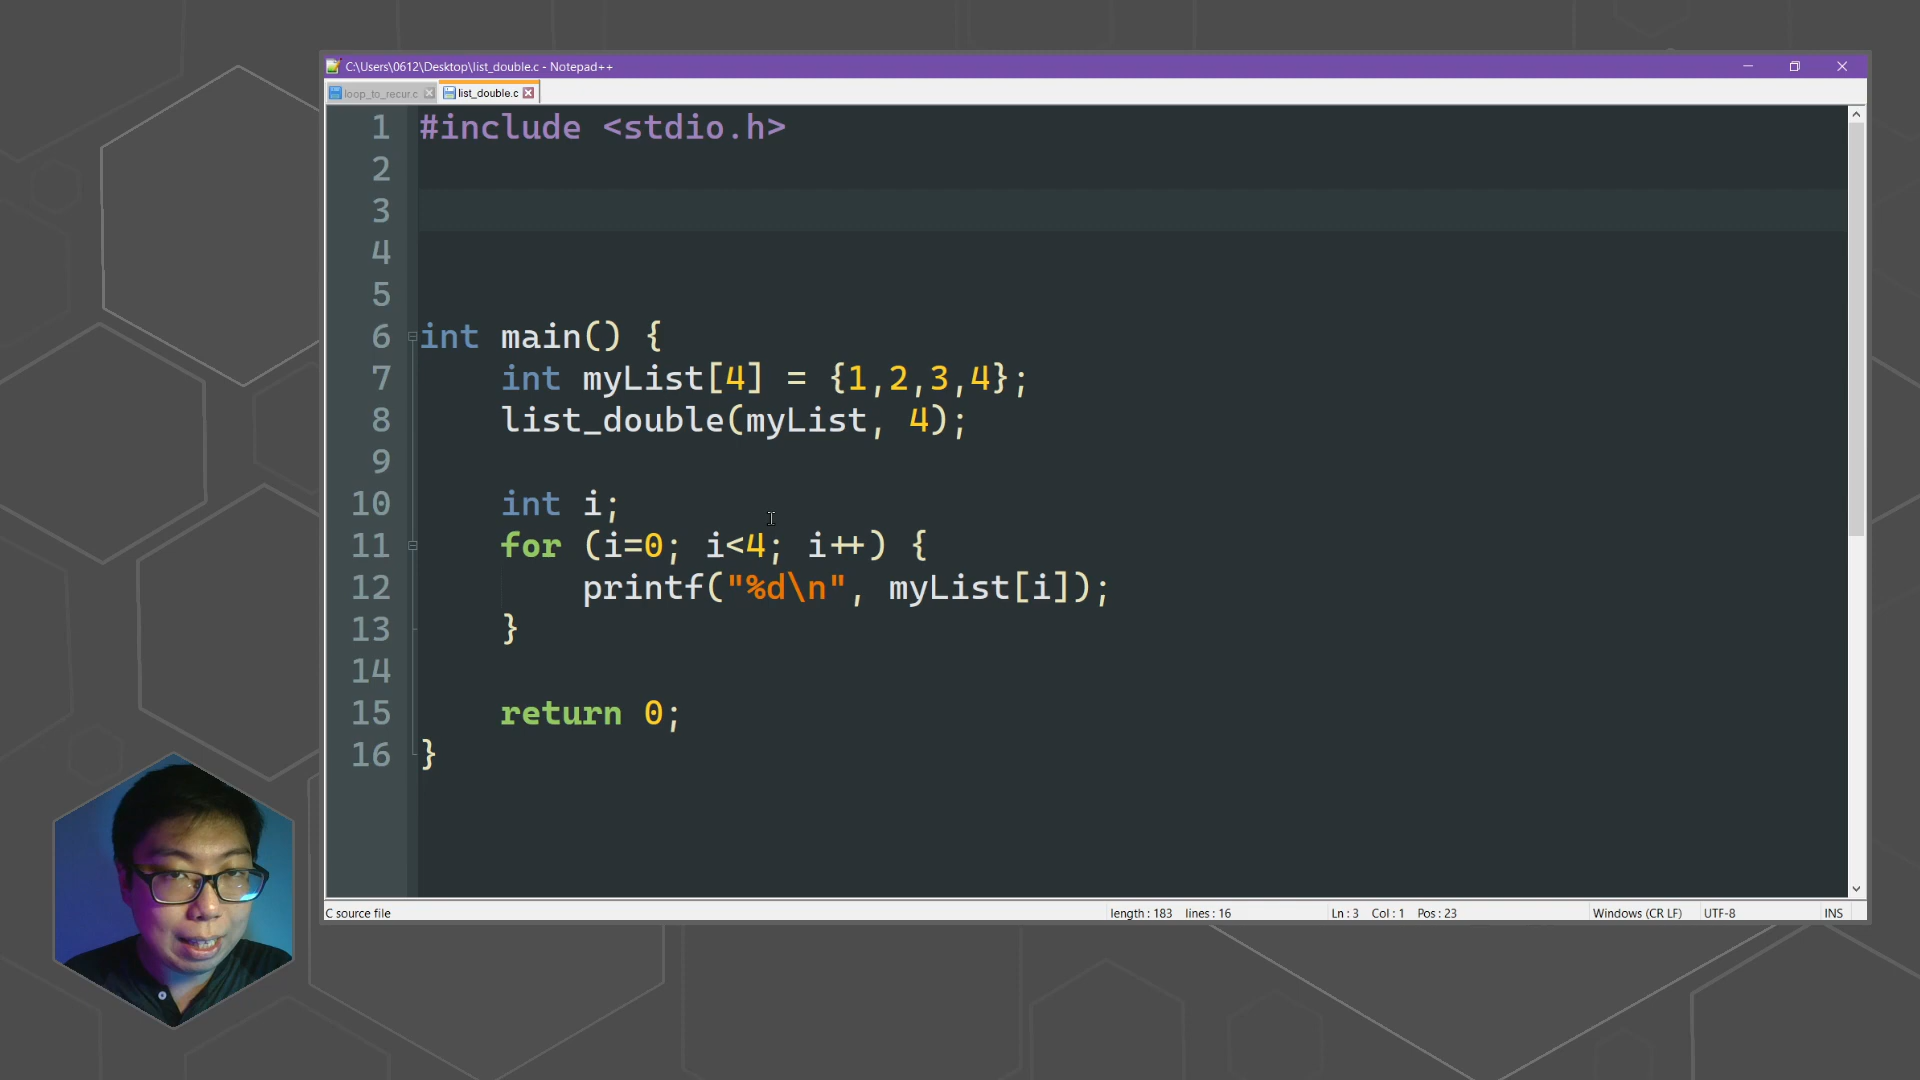 C:\Users\0612\Desktop\list_double.c - Notepad++
loop_to_recur.c list_double.c
1 #include <stdio.h>
2
3
4
5
6 int main() {
7     int myList[4] = {1,2,3,4};
8     list_double(myList, 4);
9
10     int i;
11     for (i=0; i<4; i++) {
12         printf("%d\n", myList[i]);
13     }
14
15     return 0;
16 }
C source file length : 183 lines : 16 Ln : 3 Col : 1 Pos : 23 Windows (CR LF) UTF-8 INS